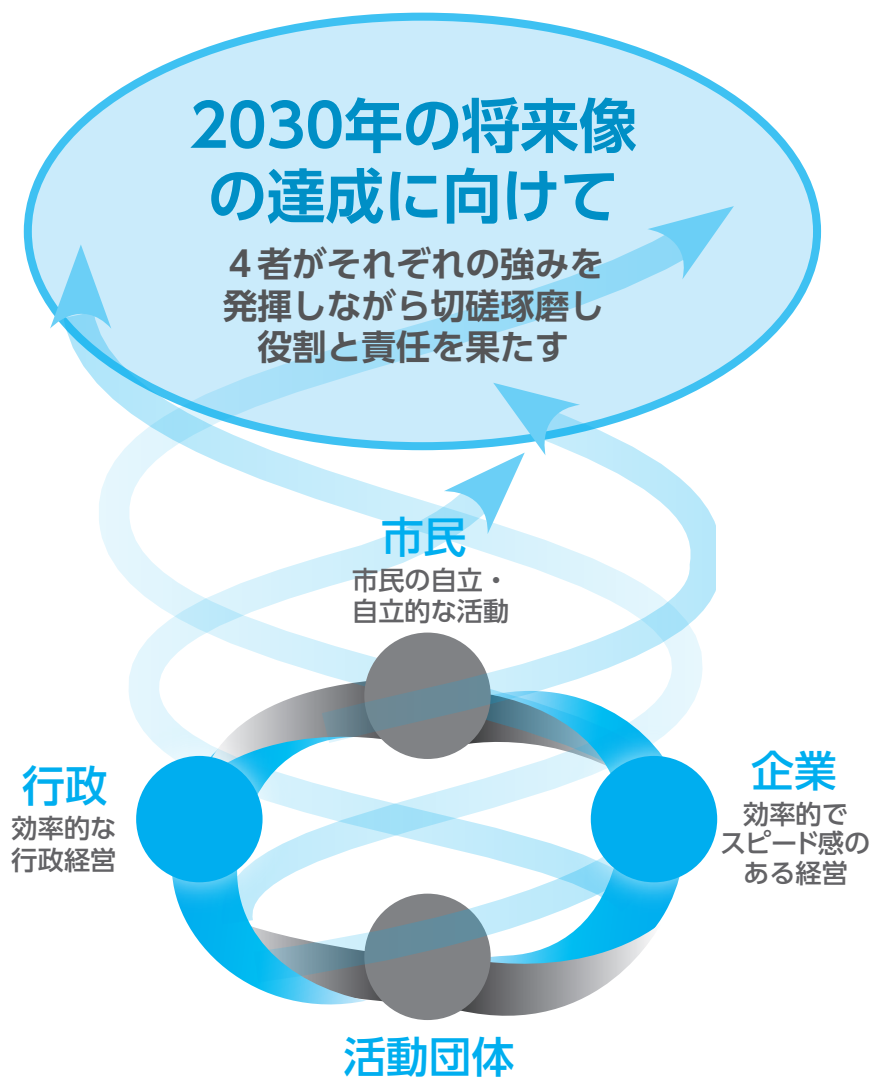 2030年の将来像
の達成に向けて
４者がそれぞれの強みを
発揮しながら切磋琢磨し
役割と責任を果たす
市民
市民の自立・
自立的な活動
行政
効率的な
行政経営
企業
効率的で
スピード感の
ある経営
活動団体